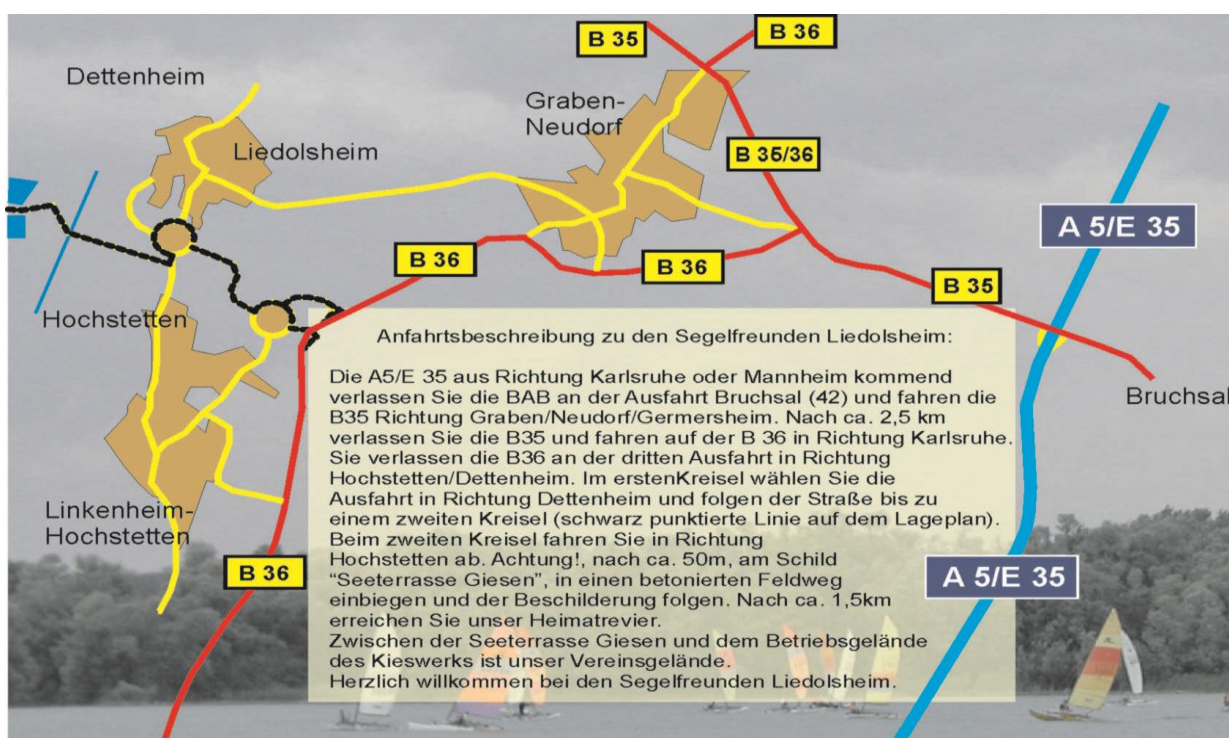 B 35
B 36
Dettenheim
Graben-
Neudorf
Liedolsheim
B 35/36
A 5/E 35
B 36
B 36
B 35
Hochstetten
Anfahrtsbeschreibung zu den Segelfreunden Liedolsheim:
Die A5/E 35 aus Richtung Karlsruhe oder Mannheim kommend
verlassen Sie die BAB an der Ausfahrt Bruchsal (42) und fahren die
B35 Richtung Graben/Neudorf/Germersheim. Nach ca. 2,5 km
verlassen Sie die B35 und fahren auf der B 36 in Richtung Karlsruhe.
Sie verlassen die B36 an der dritten Ausfahrt in Richtung
Hochstetten/Dettenheim. Im erstenKreisel wählen Sie die
Ausfahrt in Richtung Dettenheim und folgen der Straße bis zu
einem zweiten Kreisel (schwarz punktierte Linie auf dem Lageplan).
Beim zweiten Kreisel fahren Sie in Richtung
Hochstetten ab. Achtung!, nach ca. 50m, am Schild
"Seeterrasse Giesen", in einen betonierten Feldweg
einbiegen und der Beschilderung folgen. Nach ca. 1,5km
erreichen Sie unser Heimatrevier.
Zwischen der Seeterrasse Giesen und dem Betriebsgelände
des Kieswerks ist unser Vereinsgelände.
Herzlich willkommen bei den Segelfreunden Liedolsheim.
Bruchsal
Linkenheim-
Hochstetten
B 36
A 5/E 35